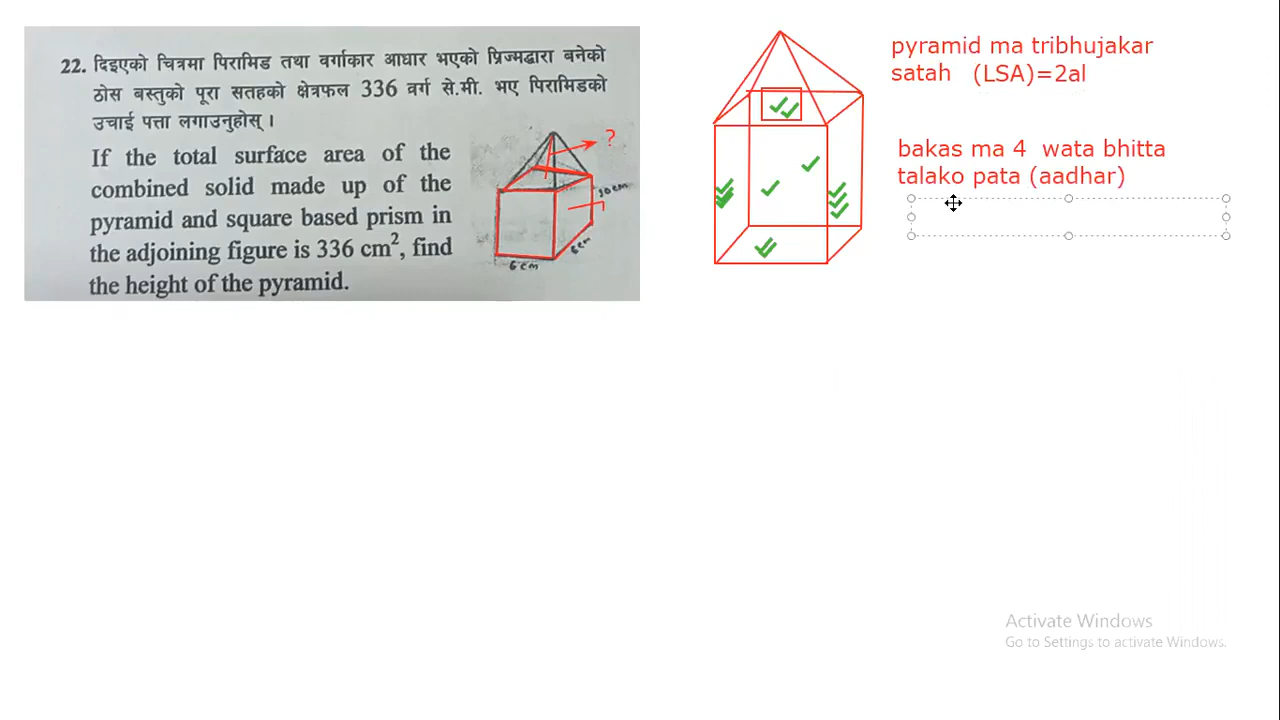 22. दिइएको चित्रमा पिरामिड तथा वर्गाकार आधार भएको प्रिज्मद्वारा बनेको
ठोस बस्तुको पूरा सतहको क्षेत्रफल 336 वर्ग से.मी. भए पिरामिडको
उचाई पत्ता लगाउनुहोस् ।
If the total surface area of the
combined solid made up of the
pyramid and square based prism in
the adjoining figure is 336 cm², find
the height of the pyramid.
?
10cm
6cm
6cm
pyramid ma tribhujakar
satah (LSA)=2al
bakas ma 4 wata bhitta
talako pata (aadhar)
Activate Windows
Go to Settings to activate Windows.